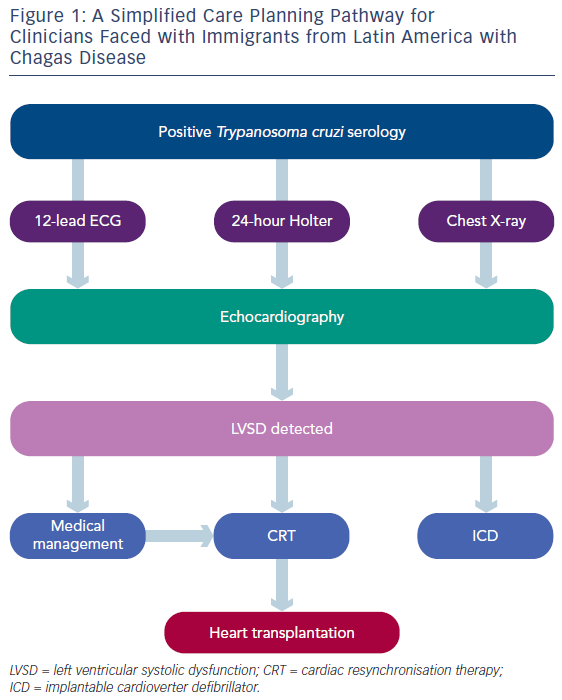 Figure 1: A Simplified Care Planning Pathway for
Clinicians Faced with Immigrants from Latin America with
Chagas Disease
Positive Trypanosoma cruzi serology
12-lead ECG
24-hour Holter
Chest X-ray
Echocardiography
LVSD detected
Medical
management
CRT
ICD
Heart transplantation
LVSD = left ventricular systolic dysfunction; CRT = cardiac resynchronisation therapy;
ICD = implantable cardioverter defibrillator.